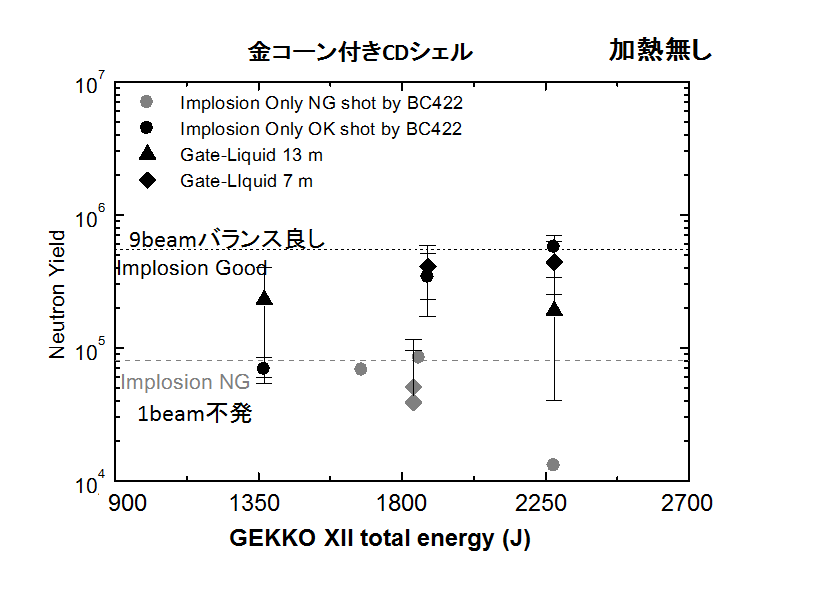 金コーン付きCDシェル
加熱無し
10^7
Implosion Only NG shot by BC422
Implosion Only OK shot by BC422
Gate-Liquid 13 m
Gate-LIquid 7 m
10^6
9beamバランス良し
Implosion Good
Neutron Yield
10^5
Implosion NG
1beam不発
10^4
900 1350 1800 2250 2700
GEKKO XII total energy (J)